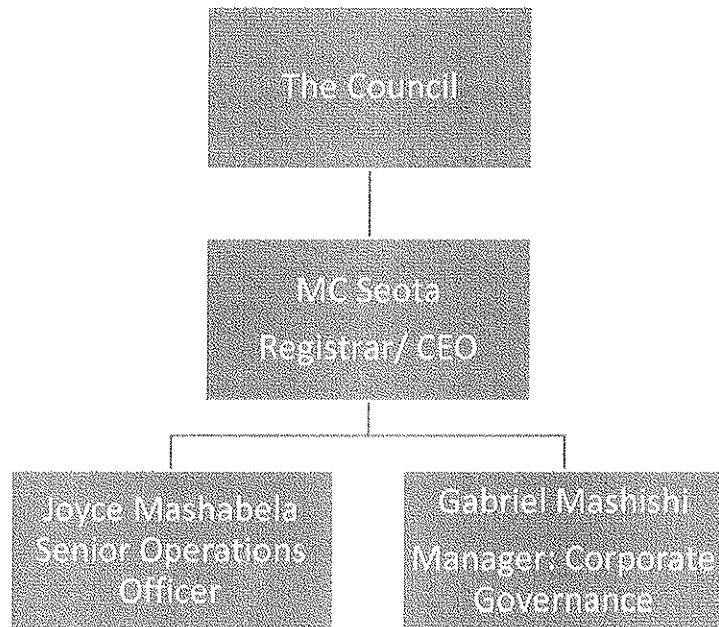 The Council
MC Seota
Registrar/ CEO
Joyce Mashabela
Senior Operations
Officer
Gabriel Mashishi
Manager: Corporate
Governance